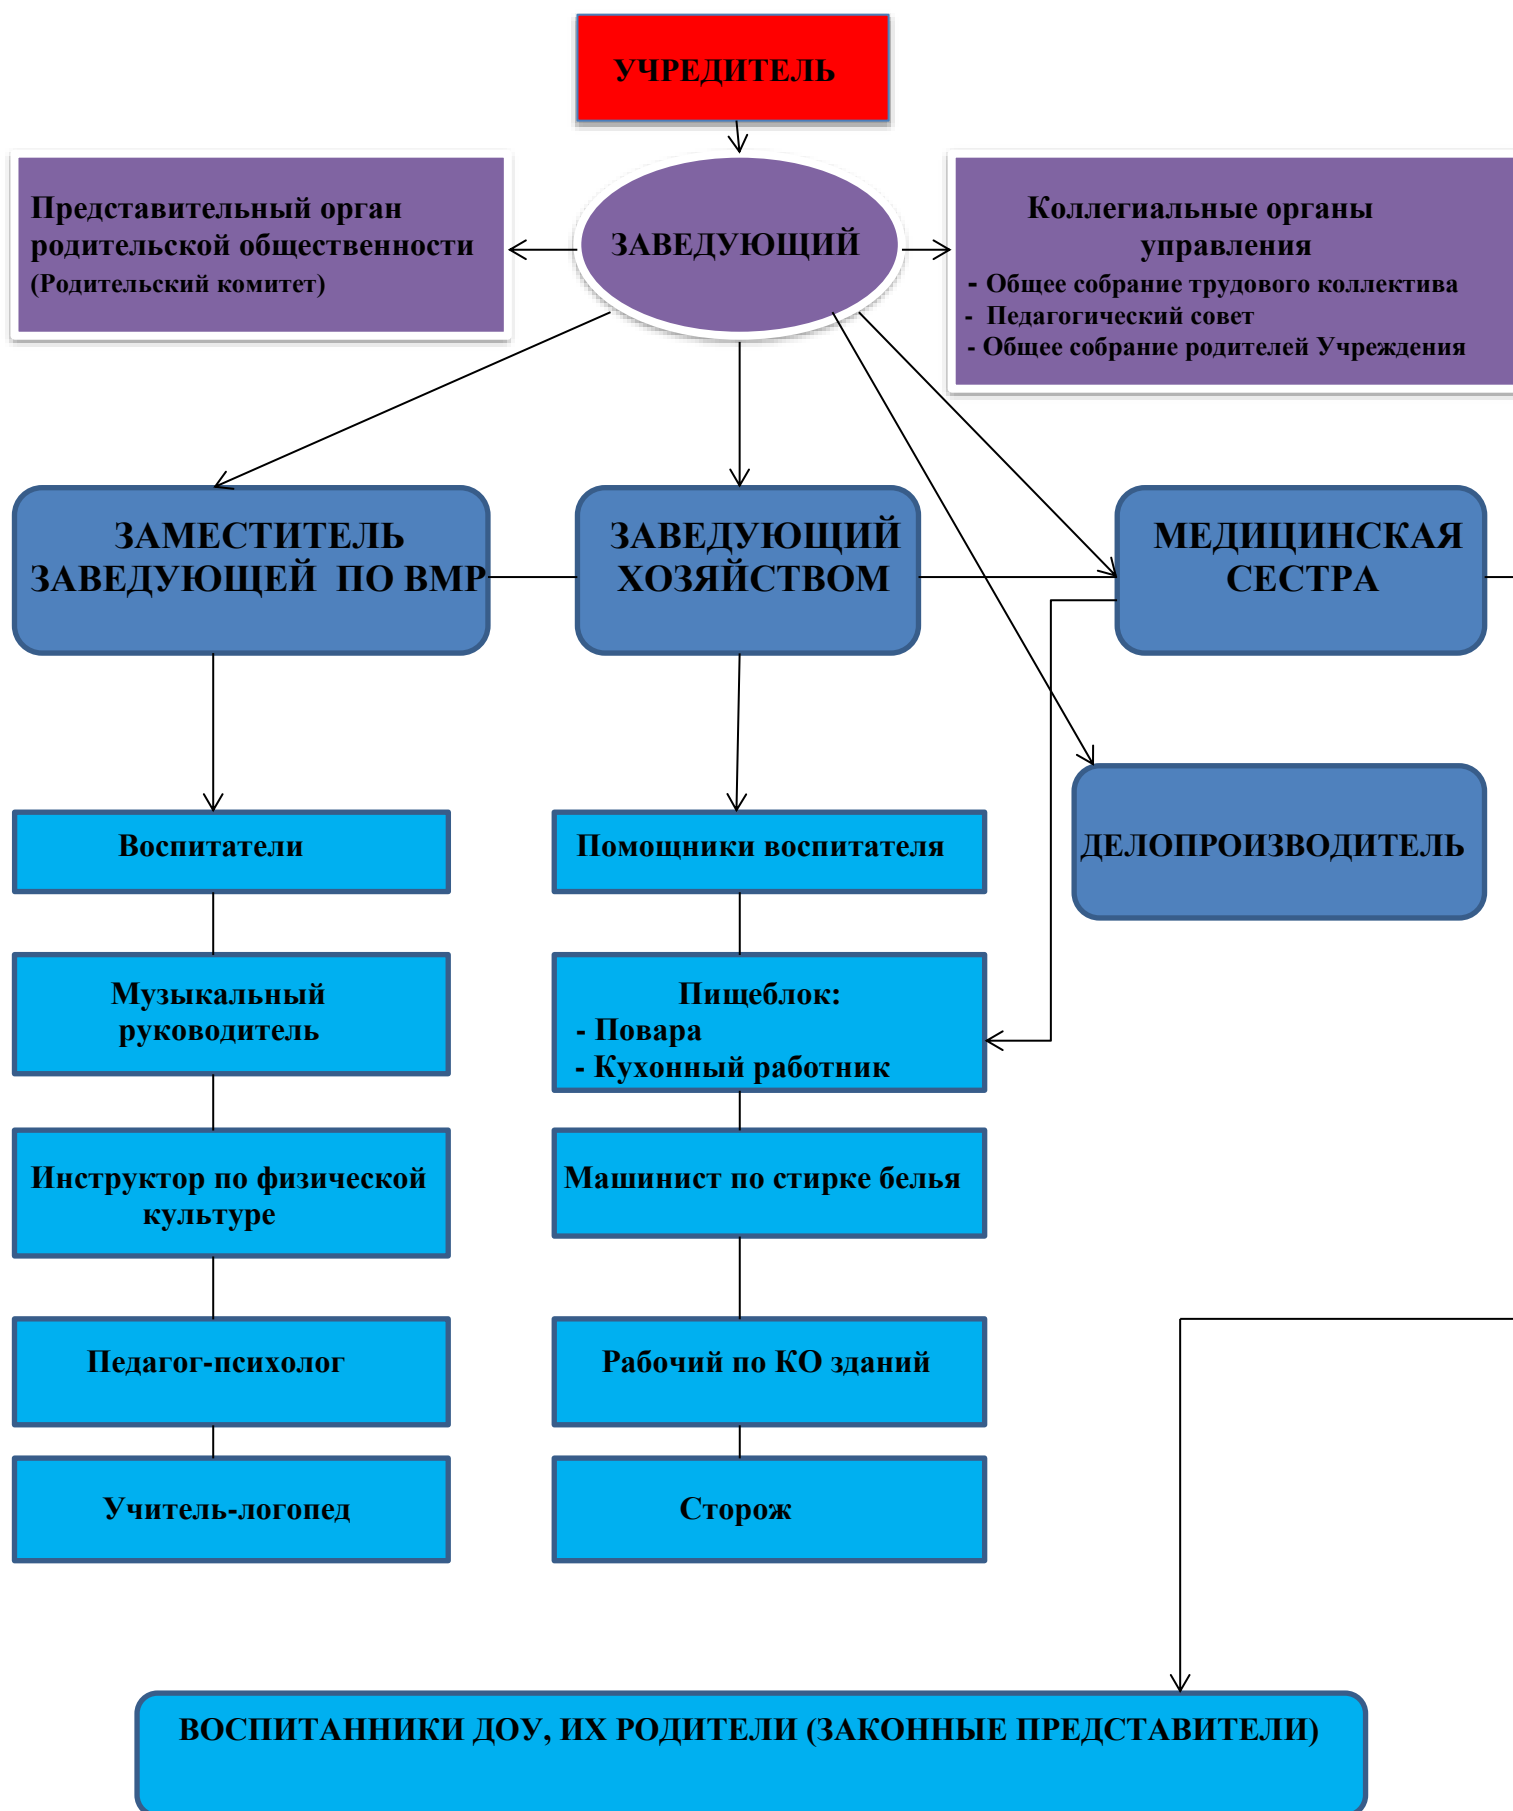 УЧРЕДИТЕЛЬ
Представительный орган
родительской общественности
(Родительский комитет)
ЗАВЕДУЮЩИЙ
Коллегиальные органы
управления
- Общее собрание трудового коллектива
- Педагогический совет
- Общее собрание родителей Учреждения
ЗАМЕСТИТЕЛЬ
ЗАВЕДУЮЩЕЙ ПО ВМР
ЗАВЕДУЮЩИЙ
ХОЗЯЙСТВОМ
МЕДИЦИНСКАЯ
СЕСТРА
ДЕЛОПРОИЗВОДИТЕЛЬ
Воспитатели
Музыкальный
руководитель
Инструктор по физической
культуре
Педагог-психолог
Учитель-логопед
Помощники воспитателя
Пищеблок:
- Повара
- Кухонный работник
Машинист по стирке белья
Рабочий по КО зданий
Сторож
ВОСПИТАННИКИ ДОУ, ИХ РОДИТЕЛИ (ЗАКОННЫЕ ПРЕДСТАВИТЕЛИ)